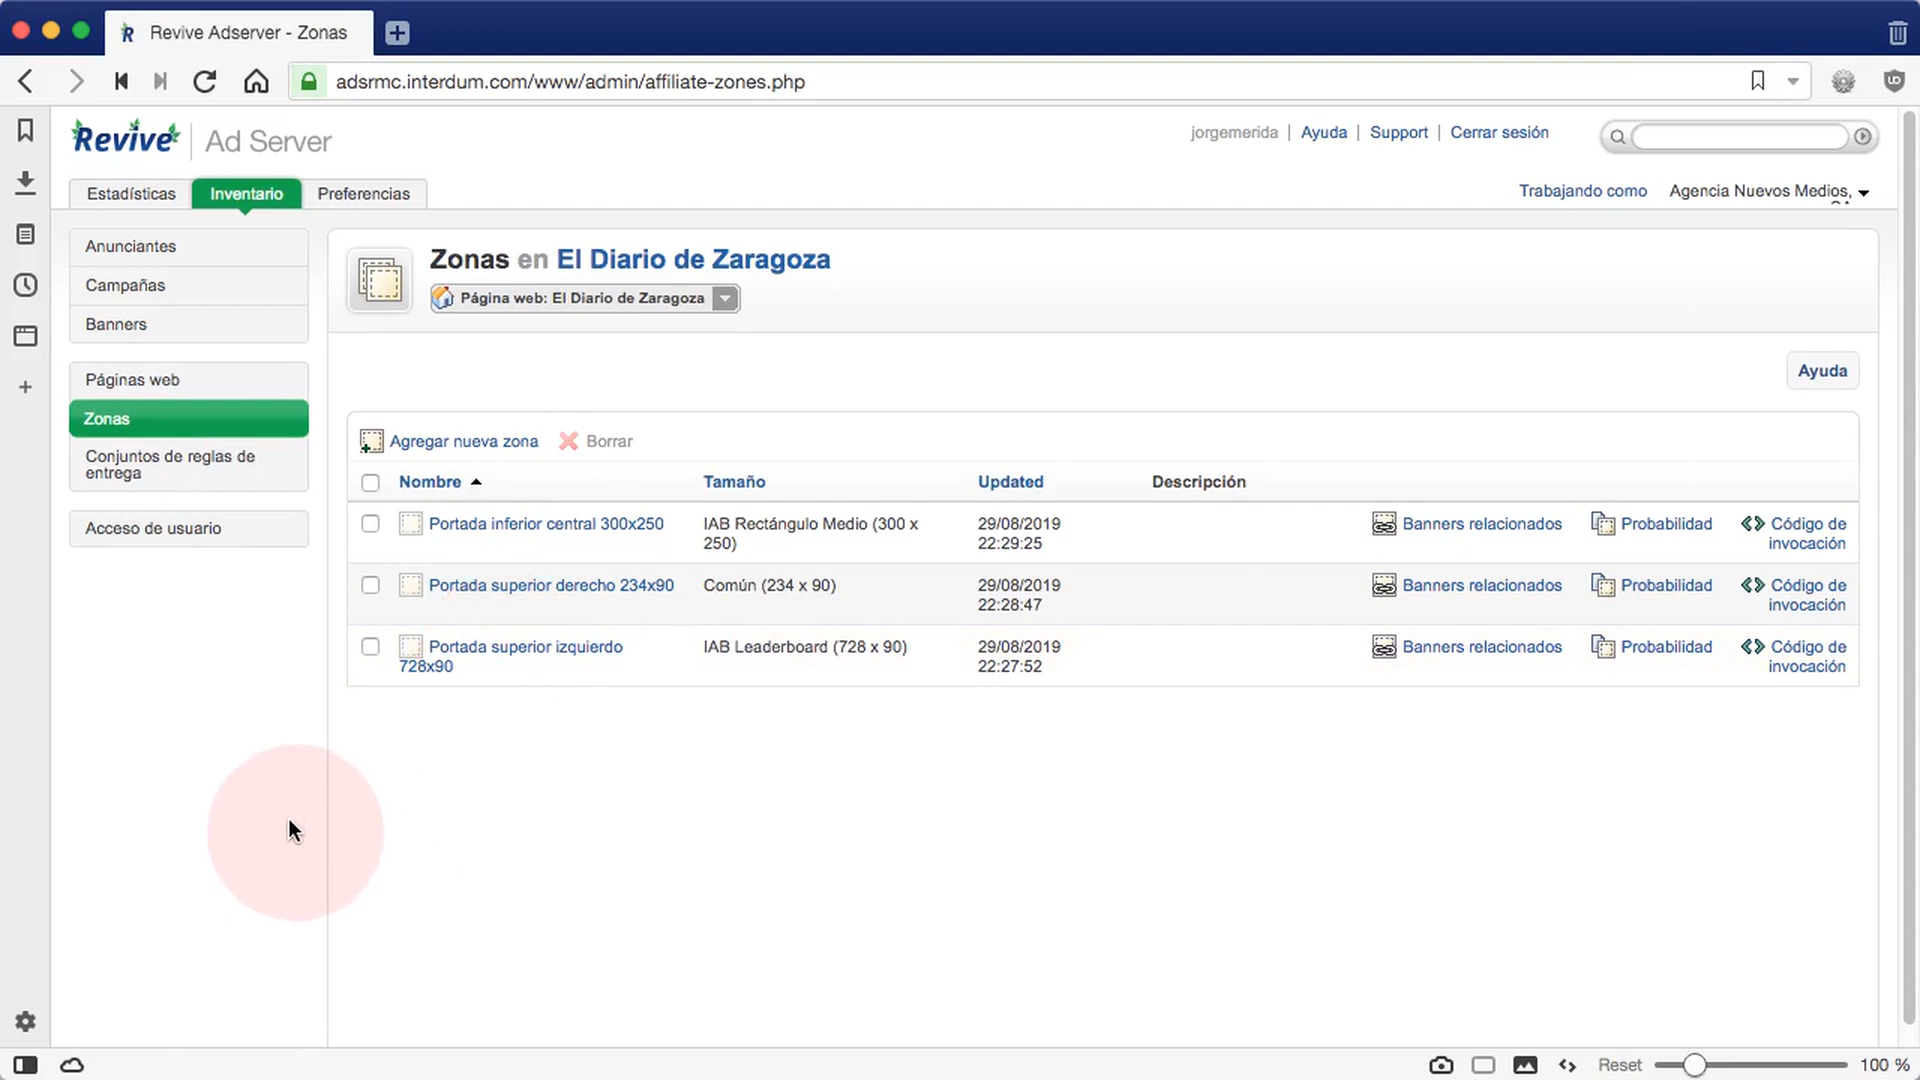 Revive Adserver - Zonas
adsrmc.interdum.com/www/admin/affiliate-zones.php
Revive Ad Server
jorgemerida | Ayuda | Support | Cerrar sesión
Estadísticas Inventario Preferencias
Trabajando como Agencia Nuevos Medios,
Anunciantes
Campañas
Banners
Páginas web
Zonas
Conjuntos de reglas de
entrega
Acceso de usuario
Zonas en El Diario de Zaragoza
Página web: El Diario de Zaragoza
Ayuda
Agregar nueva zona Borrar
Nombre Tamaño Updated Descripción
Portada inferior central 300x250 IAB Rectángulo Medio (300 x 29/08/2019 Banners relacionados Probabilidad Código de
250) 22:29:25 invocación
Portada superior derecho 234x90 Común (234 x 90) 29/08/2019 Banners relacionados Probabilidad Código de
22:28:47 invocación
Portada superior izquierdo IAB Leaderboard (728 x 90) 29/08/2019 Banners relacionados Probabilidad Código de
728x90 22:27:52 invocación
Reset 100 %